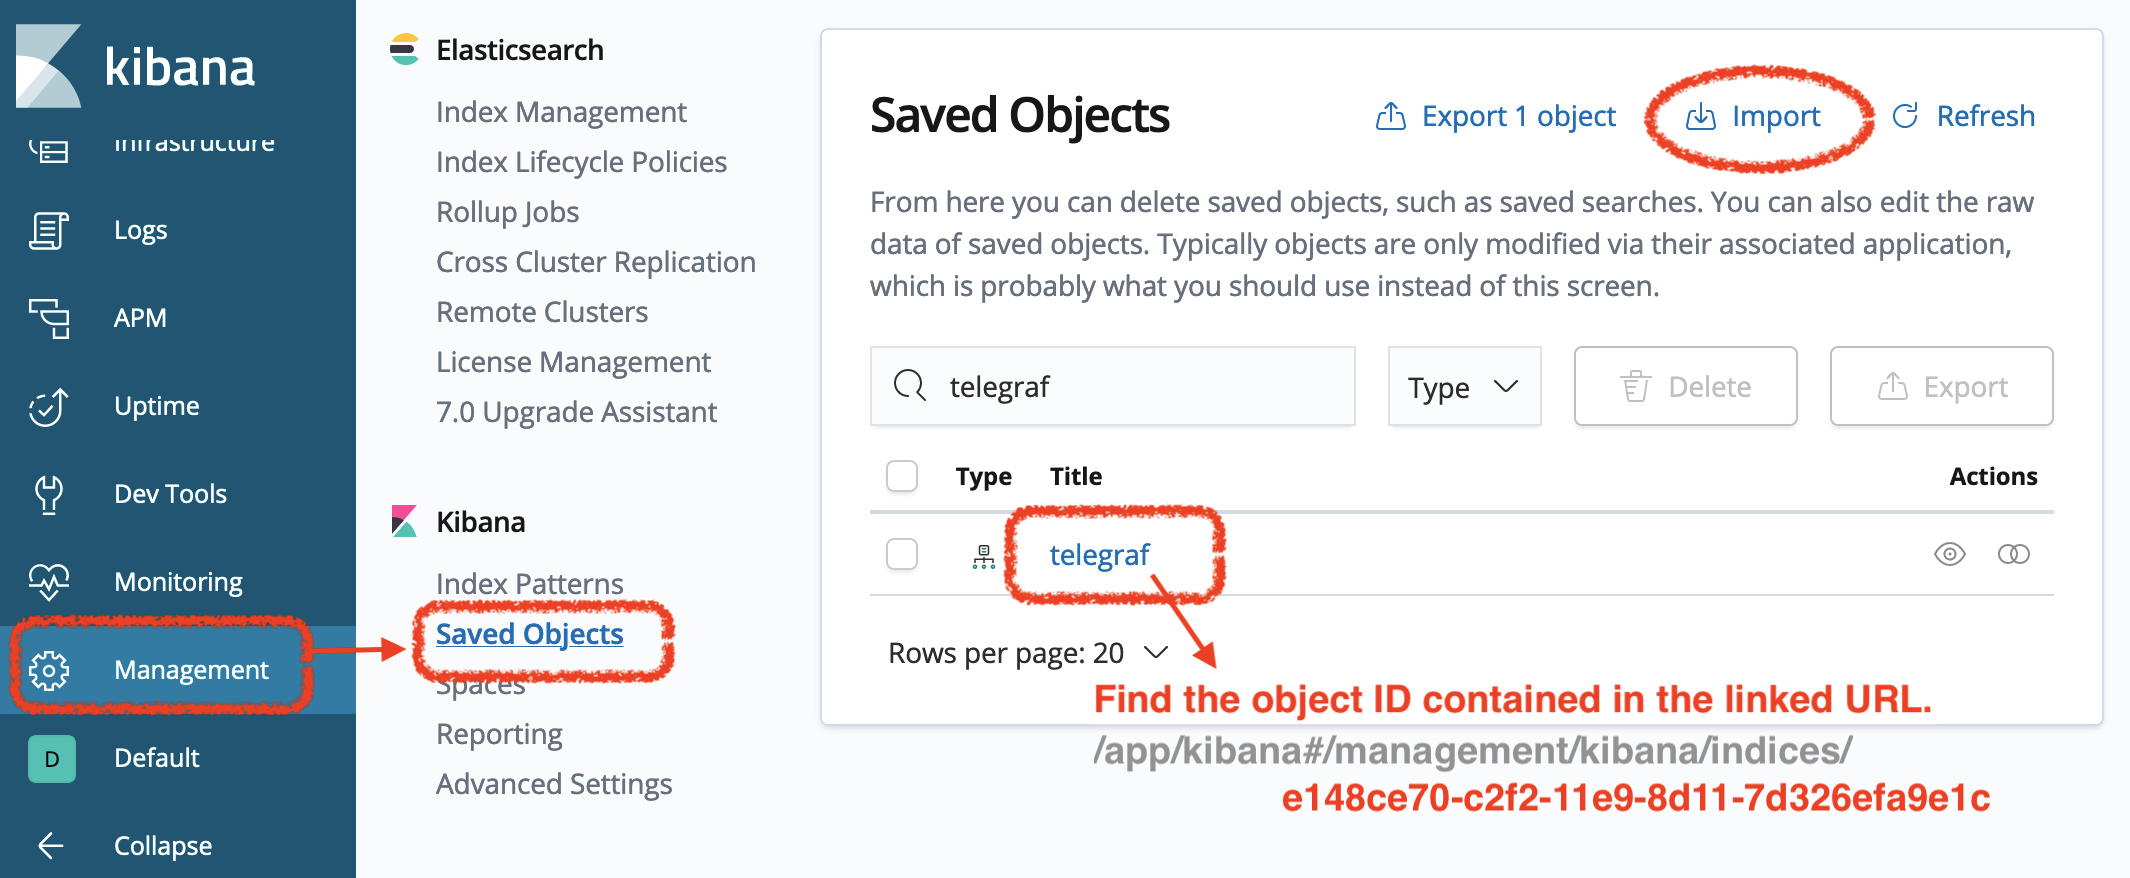 kibana
Infrastructure
Logs
APM
Uptime
Dev Tools
Monitoring
Management
D
Default
Collapse
Elasticsearch
Index Management
Index Lifecycle Policies
Rollup Jobs
Cross Cluster Replication
Remote Clusters
License Management
7.0 Upgrade Assistant
Kibana
Index Patterns
Saved Objects
Spaces
Reporting
Advanced Settings
Saved Objects
Export 1 object
Import
Refresh
From here you can delete saved objects, such as saved searches. You can also edit the raw
data of saved objects. Typically objects are only modified via their associated application,
which is probably what you should use instead of this screen.
telegraf
Type
Delete
Export
Type Title Actions
telegraf
Rows per page: 20
Find the object ID contained in the linked URL.
/app/kibana#/management/kibana/indices/
e148ce70-c2f2-11e9-8d11-7d326efa9e1c